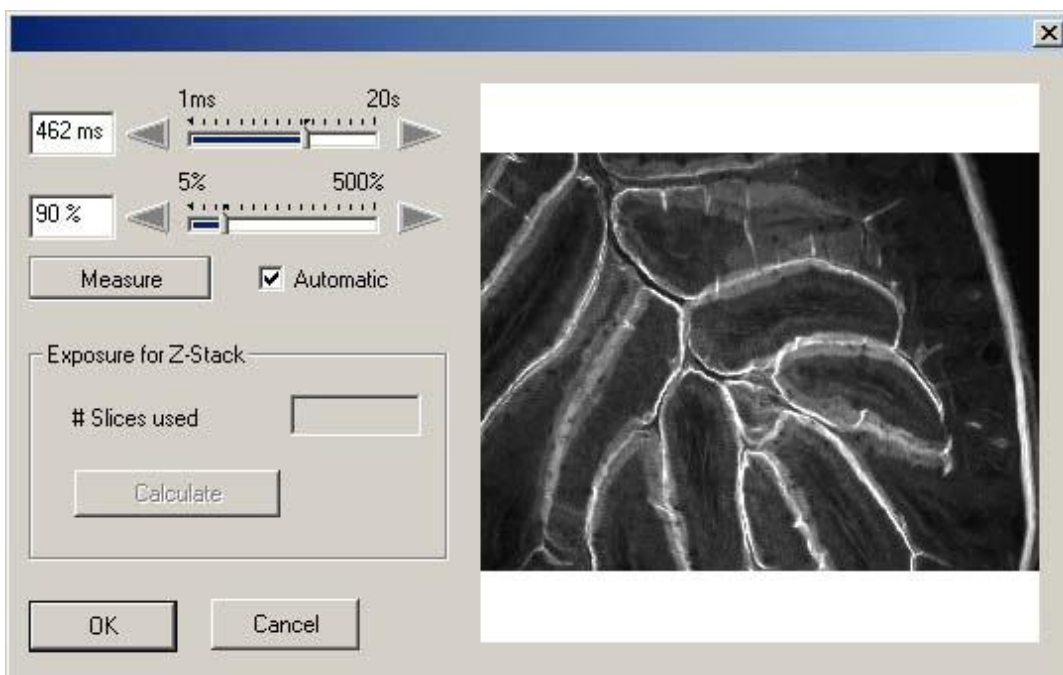 1ms 20s
462 ms
5% 500%
90 %
Measure Automatic
Exposure for Z-Stack
# Slices used
Calculate
OK Cancel